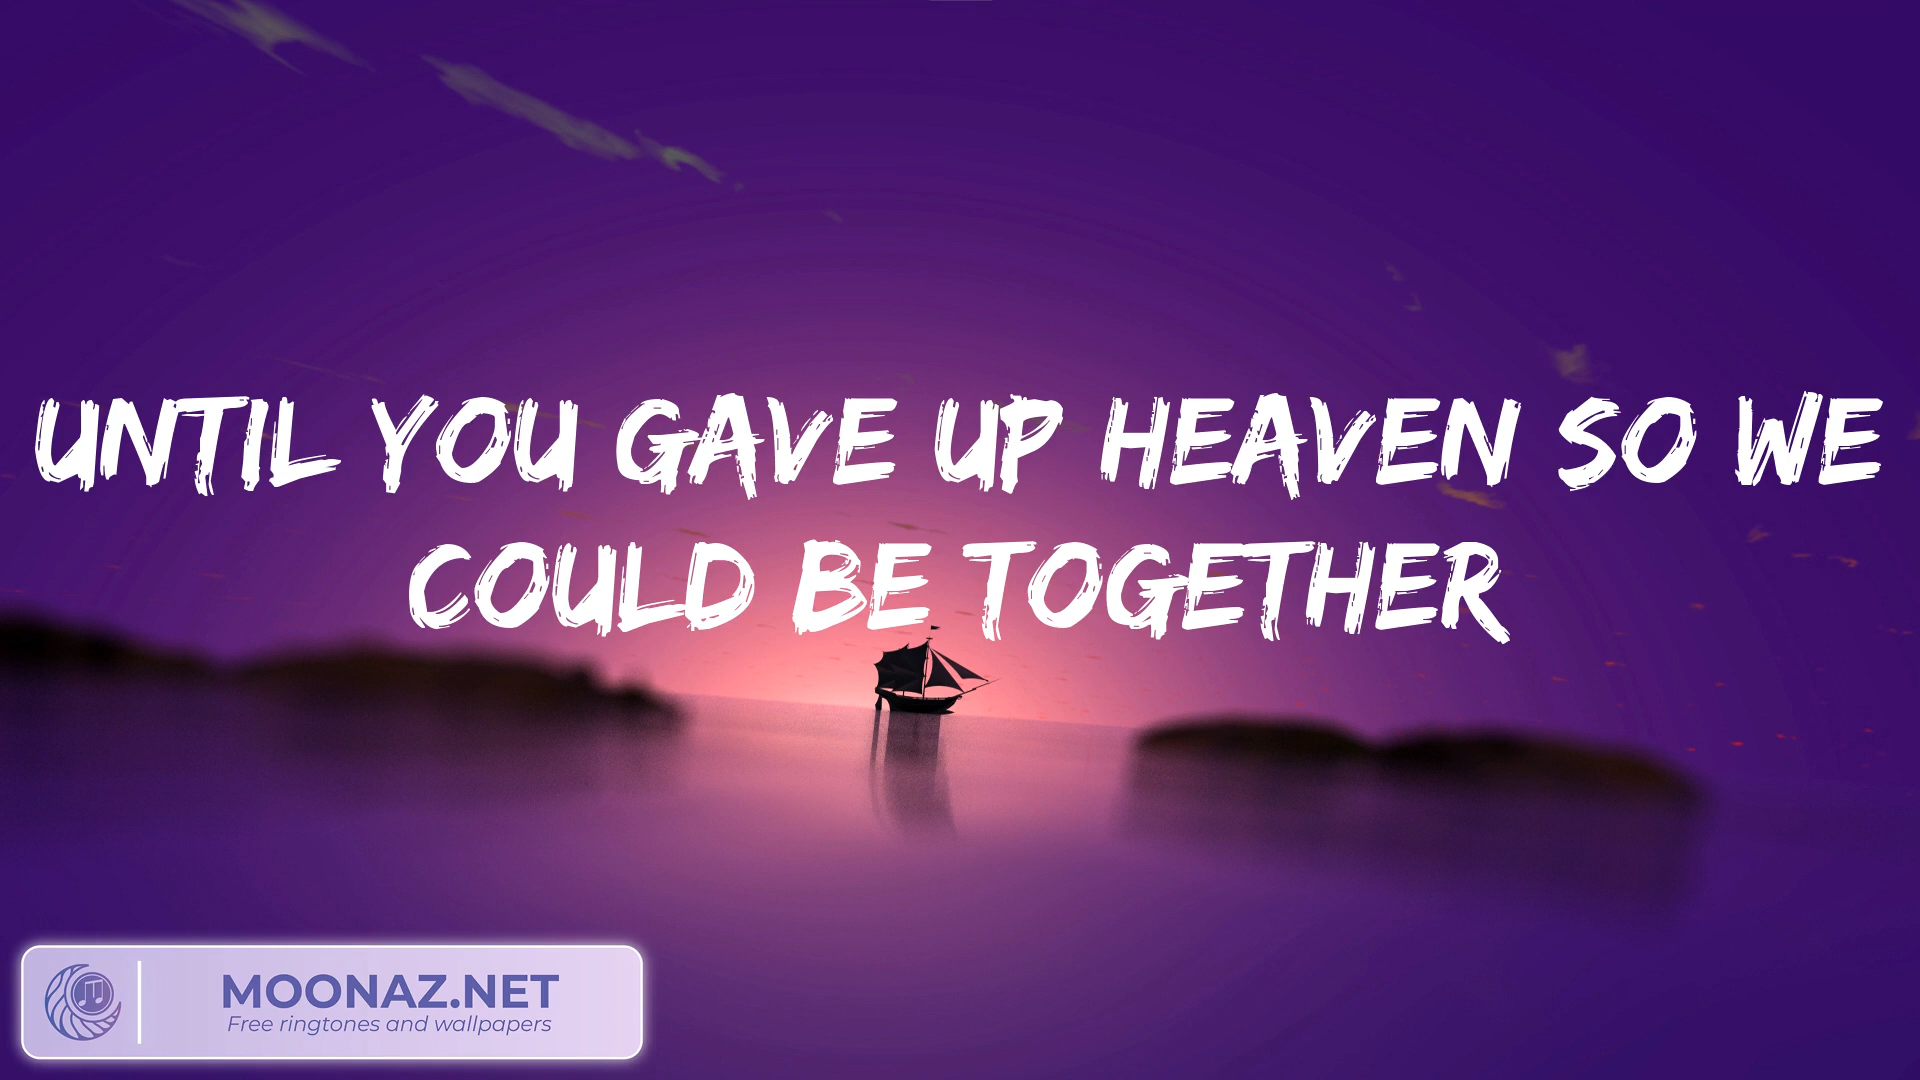 UNTIL YOU GAVE UP HEAVEN SO WE
COULD BE TOGETHER
MOONAZ.NET
Free ringtones and wallpapers